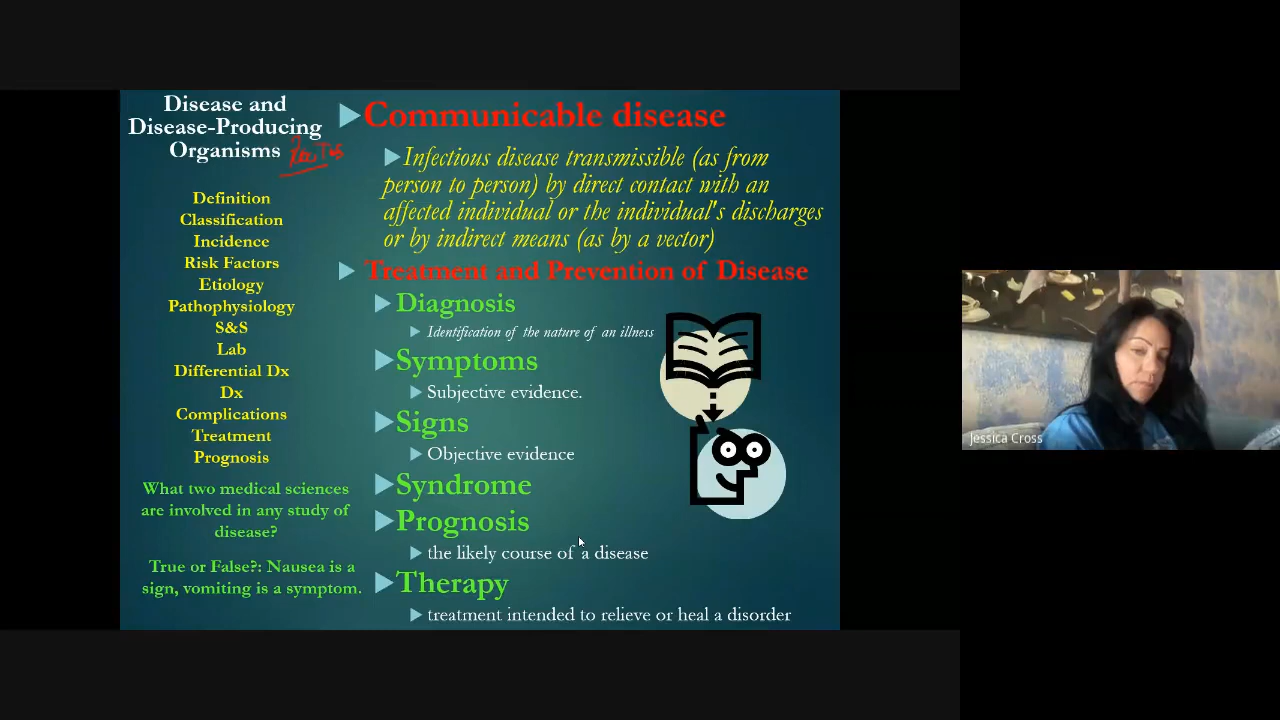 Disease and
Disease-Producing
Organisms
Definition
Classification
Incidence
Risk Factors
Etiology
Pathophysiology
S&S
Lab
Differential Dx
Dx
Complications
Treatment
Prognosis
What two medical sciences
are involved in any study of
disease?
True or False?: Nausea is a
sign, vomiting is a symptom.
Communicable disease
Infectious disease transmissible (as from
person to person) by direct contact with an
affected individual or the individual's discharges
or by indirect means (as by a vector)
Treatment and Prevention of Disease
Diagnosis
Identification of the nature of an illness
Symptoms
Subjective evidence.
Signs
Objective evidence
Syndrome
Prognosis
the likely course of a disease
Therapy
treatment intended to relieve or heal a disorder
Jessica Cross